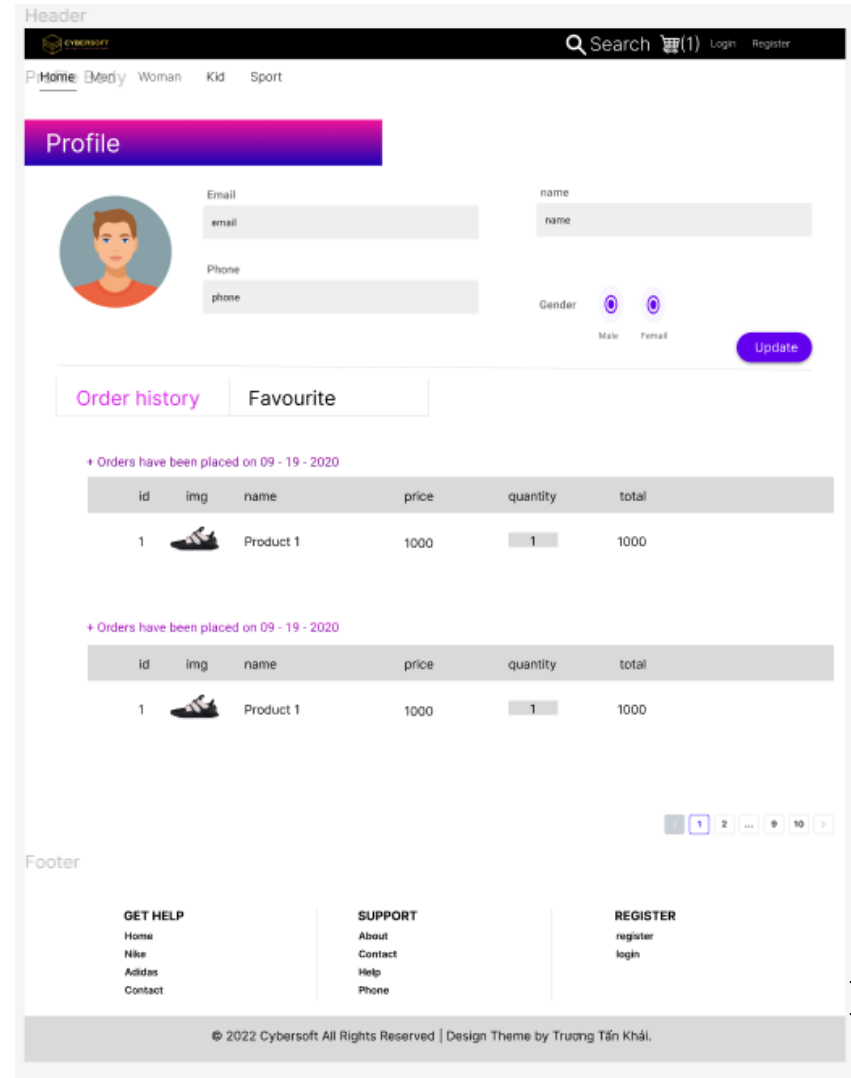 Header
CYBERSOFT
Search (1) Login Register
Profile Body
Home Men Woman Kid Sport
Profile
Email
name
email
name
Phone
phone
Gender
Male Femail
Update
Order history Favourite
+ Orders have been placed on 09 - 19 - 2020
id img name price quantity total
1 Product 1 1000 1 1000
+ Orders have been placed on 09 - 19 - 2020
id img name price quantity total
1 Product 1 1000 1 1000
< 1 2 ... 9 10 >
Footer
GET HELP SUPPORT REGISTER
Home About register
Nike Contact login
Adidas Help
Contact Phone
© 2022 Cybersoft All Rights Reserved | Design Theme by Trương Tấn Khải.